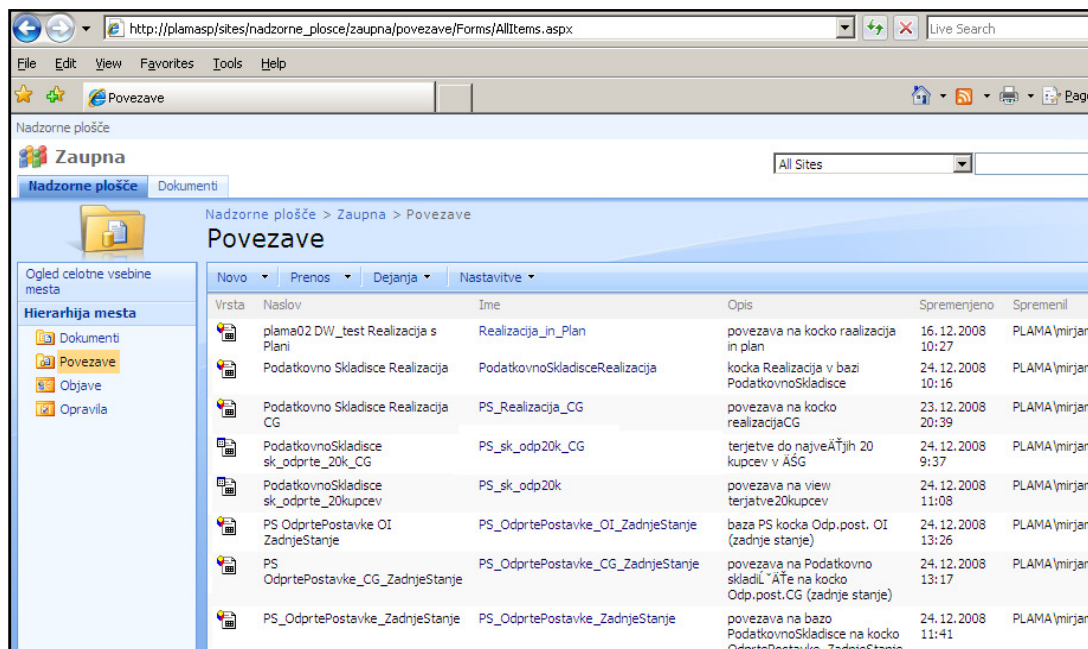 http://plamasp/sites/nadzorne_plosce/zaupna/povezave/Forms/AllItems.aspx
Live Search
File Edit View Favorites Tools Help
Povezave
Nadzorne plošče
Zaupna
All Sites
Nadzorne plošče Dokumenti
Nadzorne plošče > Zaupna > Povezave
Povezave
Ogled celotne vsebine
mesta
Hierarhija mesta
Dokumenti
Povezave
Objave
Opravila
Novo Prenos Dejanja Nastavitve
Vrsta Naslov Ime Opis Spremenjeno Spremenil
plama02 DW_test Realizacija s Realizacija_in_Plan povezava na kocko raalizacija 16.12.2008 PLAMA\mirjan
Plani in plan 10:27
Podatkovno Skladisce Realizacija PodatkovnoSkladisceRealizacija kocka Realizacija v bazi 24.12.2008 PLAMA\mirjan
PodatkovnoSkladisce 10:16
Podatkovno Skladisce Realizacija PS_Realizacija_CG povezava na kocko 23.12.2008 PLAMA\mirjan
CG realizacijaCG 20:39
PodatkovnoSkladisce PS_sk_odp20k_CG terjetve do najveÄŤjih 20 24.12.2008 PLAMA\mirjan
sk_odprte_20k_CG kupcev v ÄŚG 9:37
PodatkovnoSkladisce PS_sk_odp20k povezava na view 24.12.2008 PLAMA\mirjan
sk_odprte_20kupcev terjatve20kupcev 11:08
PS OdprtePostavke OI PS_OdprtePostavke_OI_ZadnjeStanje baza PS kocka Odp.post. OI 24.12.2008 PLAMA\mirjan
ZadnjeStanje (zadnje stanje) 13:26
PS PS_OdprtePostavke_CG_ZadnjeStanje povezava na Podatkovno 24.12.2008 PLAMA\mirjan
OdprtePostavke_CG_ZadnjeStanje skladiĹˇÄŤe na kocko 13:17
Odp.post.CG (zadnje stanje)
PS_OdprtePostavke_ZadnjeStanje PS_OdprtePostavke_ZadnjeStanje povezava na bazo 24.12.2008 PLAMA\mirjan
PodatkovnoSkladisce na kocko 11:41
OdprtePostavke_ZadnjeStanje